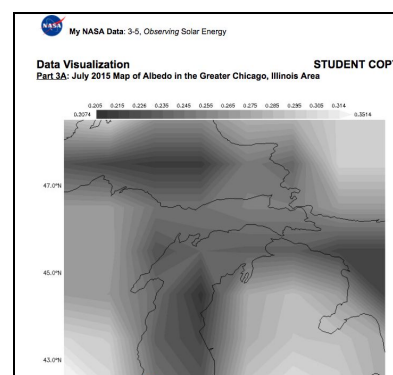 NASA
My NASA Data: 3-5, Observing Solar Energy
Data Visualization STUDENT COP
Part 3A: July 2015 Map of Albedo in the Greater Chicago, Illinois Area
0.205 0.215 0.225 0.235 0.245 0.255 0.265 0.275 0.285 0.295 0.305 0.314
0.2074 0.3514
47.0°N
45.0°N
43.0°N